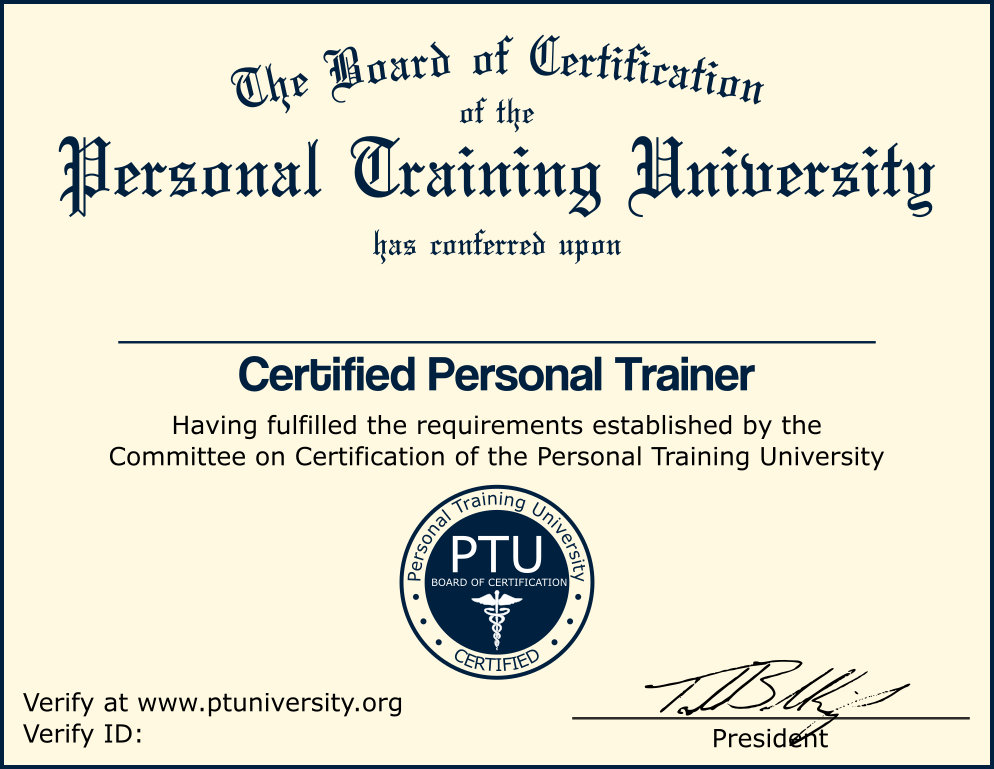 The Board of Certification
of the
Personal Training University
has conferred upon
Certified Personal Trainer
Having fulfilled the requirements established by the
Committee on Certification of the Personal Training University
Personal Training University
PTU
BOARD OF CERTIFICATION
CERTIFIED
Verify at www.ptuniversity.org
Verify ID:
President